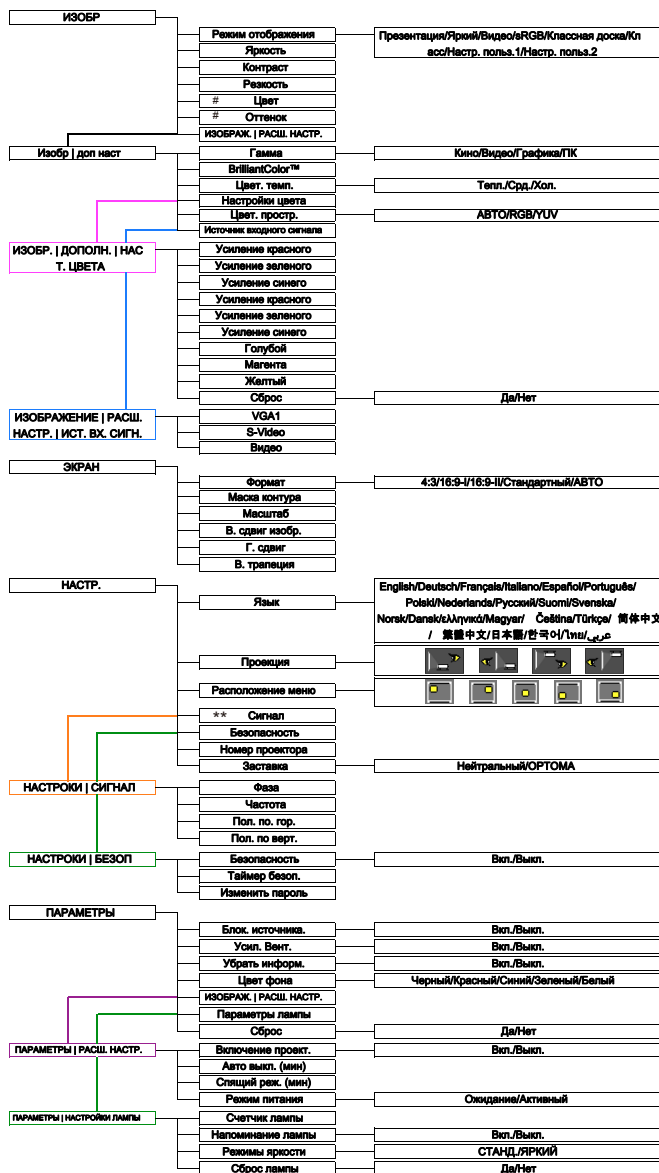 ИЗОБР
Режим отображения
Презентация/Яркий/Видео/sRGB/Классная доска/Кл
асс/Настр. польз.1/Настр. польз.2
Яркость
Контраст
Резкость
# Цвет
# Оттенок
ИЗОБРАЖ. | РАСШ. НАСТР.
Изобр | доп наст
Гамма
Кино/Видео/Графика/ПК
BrilliantColor™
Цвет. темп.
Тепл./Срд./Хол.
Настройки цвета
Цвет. простр.
АВТО/RGB/YUV
Источник входного сигнала
ИЗОБР. | ДОПОЛН. | НАС
Т. ЦВЕТА
Усиление красного
Усиление зеленого
Усиление синего
Усиление красного
Усиление зеленого
Усиление синего
Голубой
Магента
Желтый
Сброс
Да/Нет
ИЗОБРАЖЕНИЕ | РАСШ.
НАСТР. | ИСТ. ВХ. СИГН.
VGA1
S-Video
Видео
ЭКРАН
Формат
4:3/16:9-I/16:9-II/Стандартный/АВТО
Маска контура
Масштаб
В. сдвиг изобр.
Г. сдвиг
В. трапеция
НАСТР.
Язык
English/Deutsch/Français/Italiano/Español/Português/
Polski/Nederlands/Русский/Suomi/Svenska/
Norsk/Dansk/ελληνικά/Magyar/ Čeština/Türkçe/ 简体中文
/ 繁體中文/日本語/한국어/ไทย/عربي
Проекция
Расположение меню
** Сигнал
Безопасность
Номер проектора
Заставка
Нейтральный/OPTOMA
НАСТРОКИ | СИГНАЛ
Фаза
Частота
Пол. по. гор.
Пол. по верт.
НАСТРОКИ | БЕЗОП
Безопасность
Вкл./Выкл.
Таймер безоп.
Изменить пароль
ПАРАМЕТРЫ
Блок. источника.
Вкл./Выкл.
Усил. Вент.
Вкл./Выкл.
Убрать информ.
Вкл./Выкл.
Цвет фона
Черный/Красный/Синий/Зеленый/Белый
ИЗОБРАЖ. | РАСШ. НАСТР.
Параметры лампы
Сброс
Да/Нет
ПАРАМЕТРЫ | РАСШ. НАСТР.
Включение проект.
Вкл./Выкл.
Авто выкл. (мин)
Спящий реж. (мин)
Режим питания
Ожидание/Активный
ПАРАМЕТРЫ | НАСТРОЙКИ ЛАМПЫ
Счетчик лампы
Напоминание лампы
Вкл./Выкл.
Режимы яркости
СТАНД./ЯРКИЙ
Сброс лампы
Да/Нет